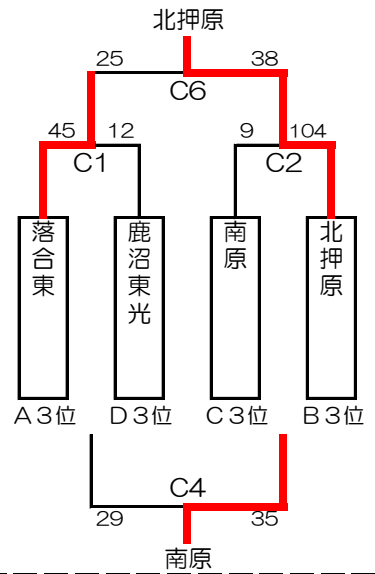 北押原
25 38
C6
45 12 9 104
C1 C2
落合東
鹿沼東光
南原
北押原
A3位 D3位 C3位 B3位
C4
29 35
南原